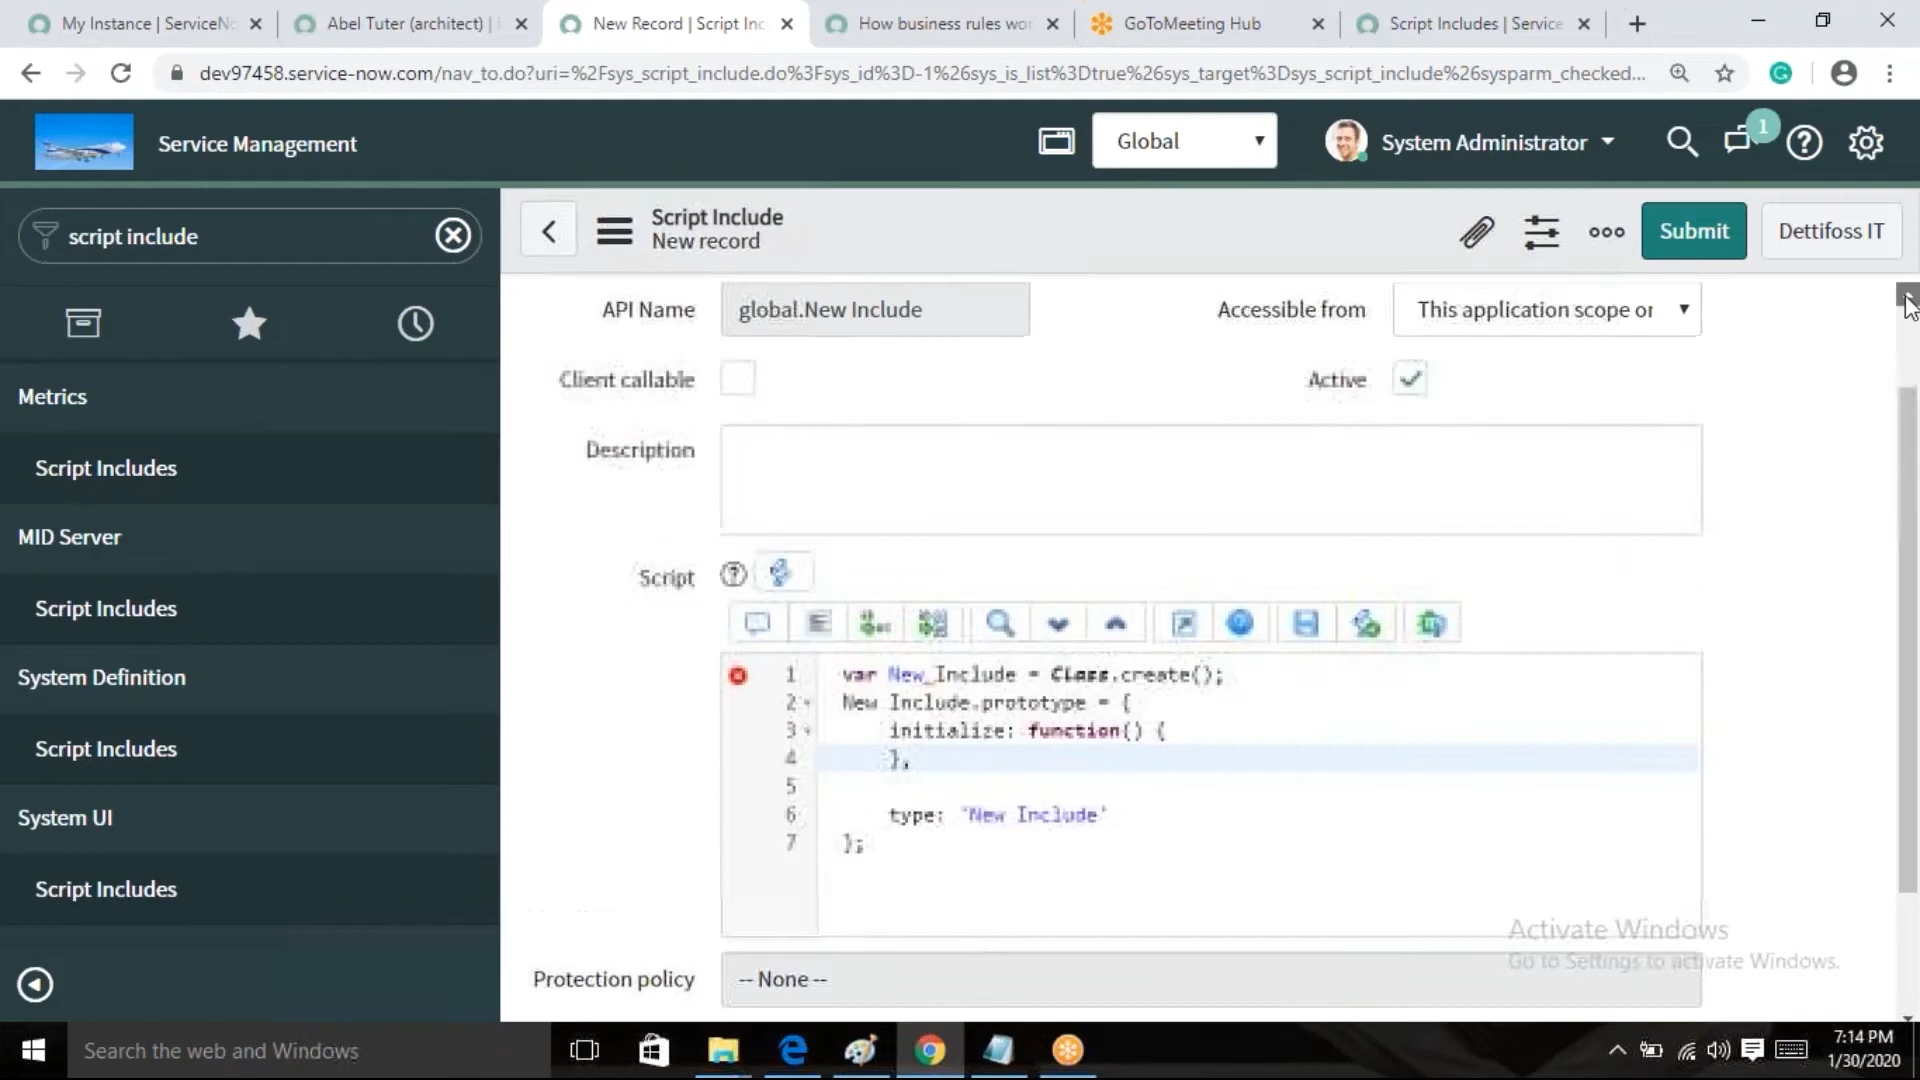 My Instance | ServiceN
Abel Tuter (architect) |
New Record | Script Inc
How business rules wo
GoToMeeting Hub
Script Includes | Service
dev97458.service-now.com/nav_to.do?uri=%2Fsys_script_include.do%3Fsys_id%3D-1%26sys_is_list%3Dtrue%26sys_target%3Dsys_script_include%26sysparm_checked...
Service Management
Global
System Administrator
1
script include
Script Include
New record
Submit
Dettifoss IT
Metrics
Script Includes
MID Server
Script Includes
System Definition
Script Includes
System UI
Script Includes
API Name
global.New Include
Accessible from
This application scope or
Client callable
Active
Description
Script
1 var New_Include = Class.create();
2 New Include.prototype = {
3 initialize: function() {
4 },
5
6 type: 'New Include'
7 };
Protection policy
-- None --
Activate Windows
Go to Settings to activate Windows.
Search the web and Windows
7:14 PM
1/30/2020